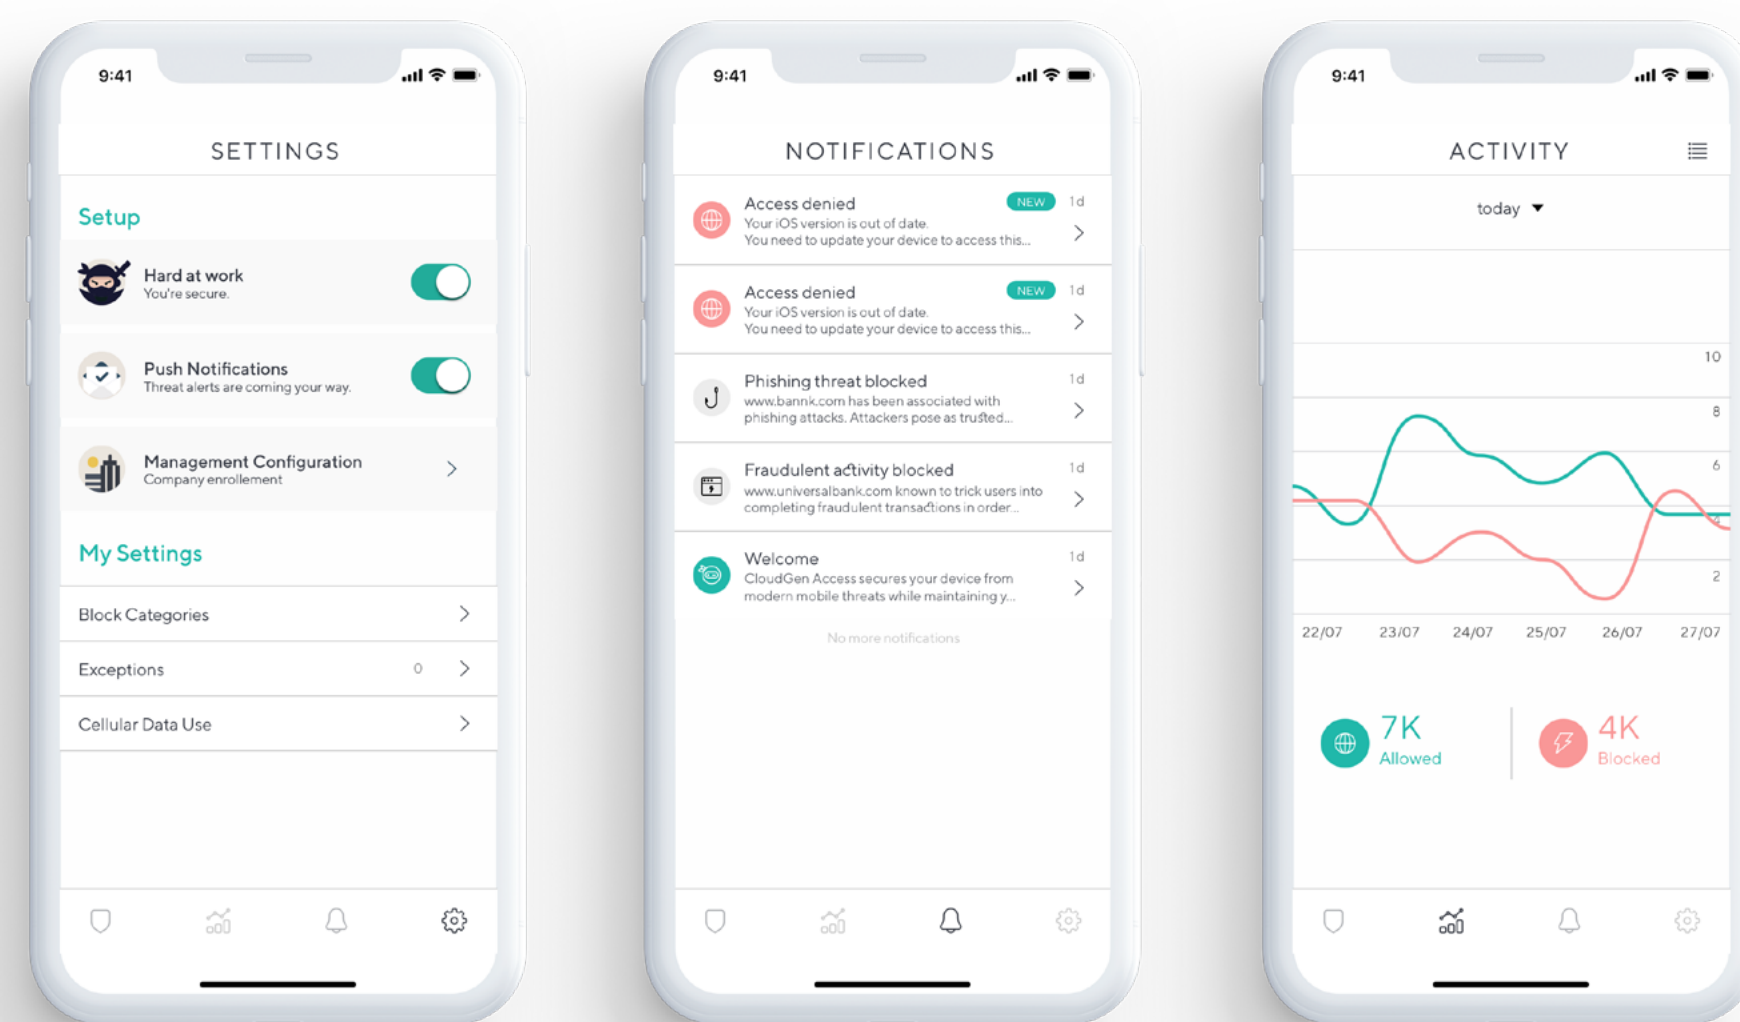 9:41
SETTINGS
Setup
Hard at work
You're secure.
Push Notifications
Threat alerts are coming your way.
Management Configuration
Company enrollement
My Settings
Block Categories
Exceptions 0
Cellular Data Use
9:41
NOTIFICATIONS
Access denied NEW 1d
Your iOS version is out of date.
You need to update your device to access this...
Access denied NEW 1d
Your iOS version is out of date.
You need to update your device to access this...
Phishing threat blocked 1d
www.bannk.com has been associated with
phishing attacks. Attackers pose as trusted...
Fraudulent activity blocked 1d
www.universalbank.com known to trick users into
completing fraudulent transactions in order...
Welcome 1d
CloudGen Access secures your device from
modern mobile threats while maintaining y...
No more notifications
9:41
ACTIVITY
today
10
8
6
4
2
22/07 23/07 24/07 25/07 26/07 27/07
7K
Allowed
4K
Blocked